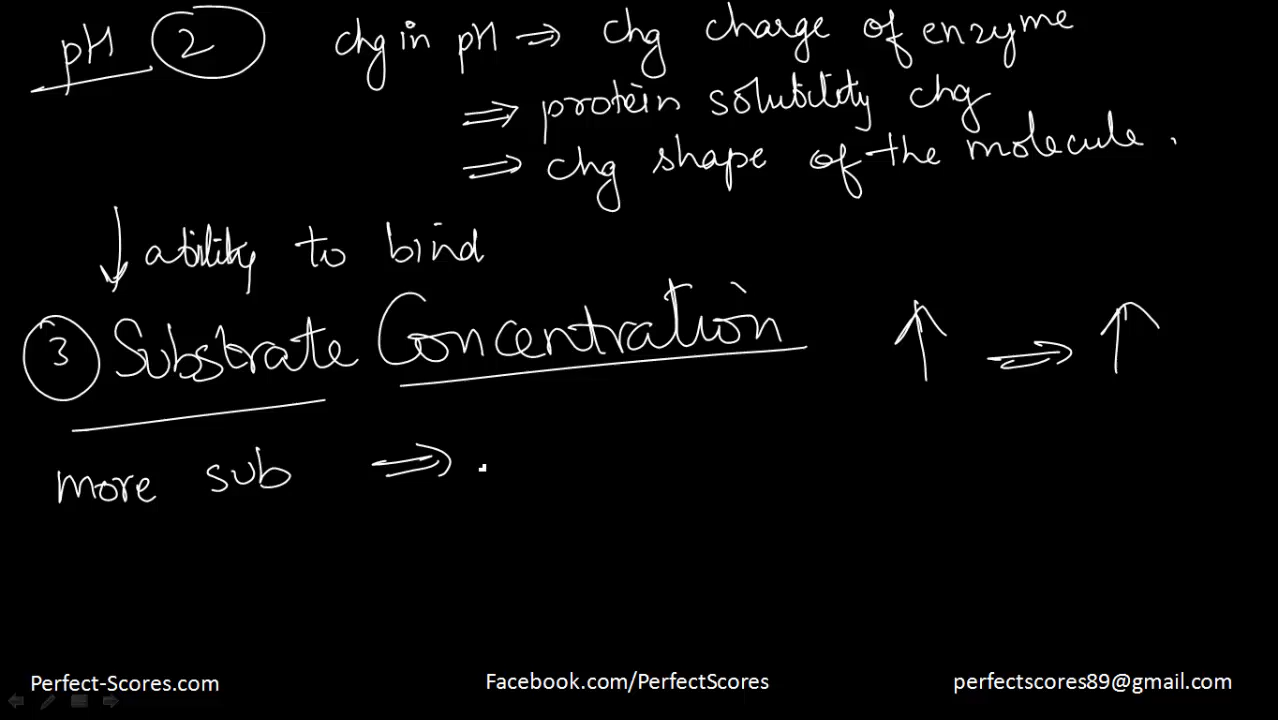 pH 2 chg in pH ⇒ chg charge of enzyme
⇒ protein solubility chg
⇒ chg shape of the molecule.
↓ ability to bind
3 Substrate Concentration ↑ ⇒ ↑
more sub ⇒
Perfect-Scores.com Facebook.com/PerfectScores perfectscores89@gmail.com